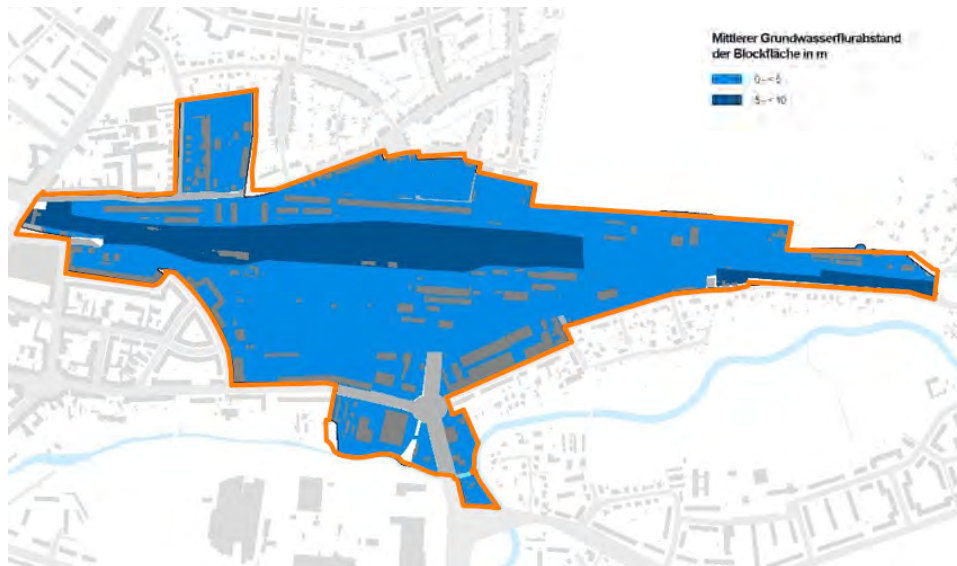 Mittlerer Grundwasserflurabstand
der Blockfläche in m
0 - < 5
5 - < 10